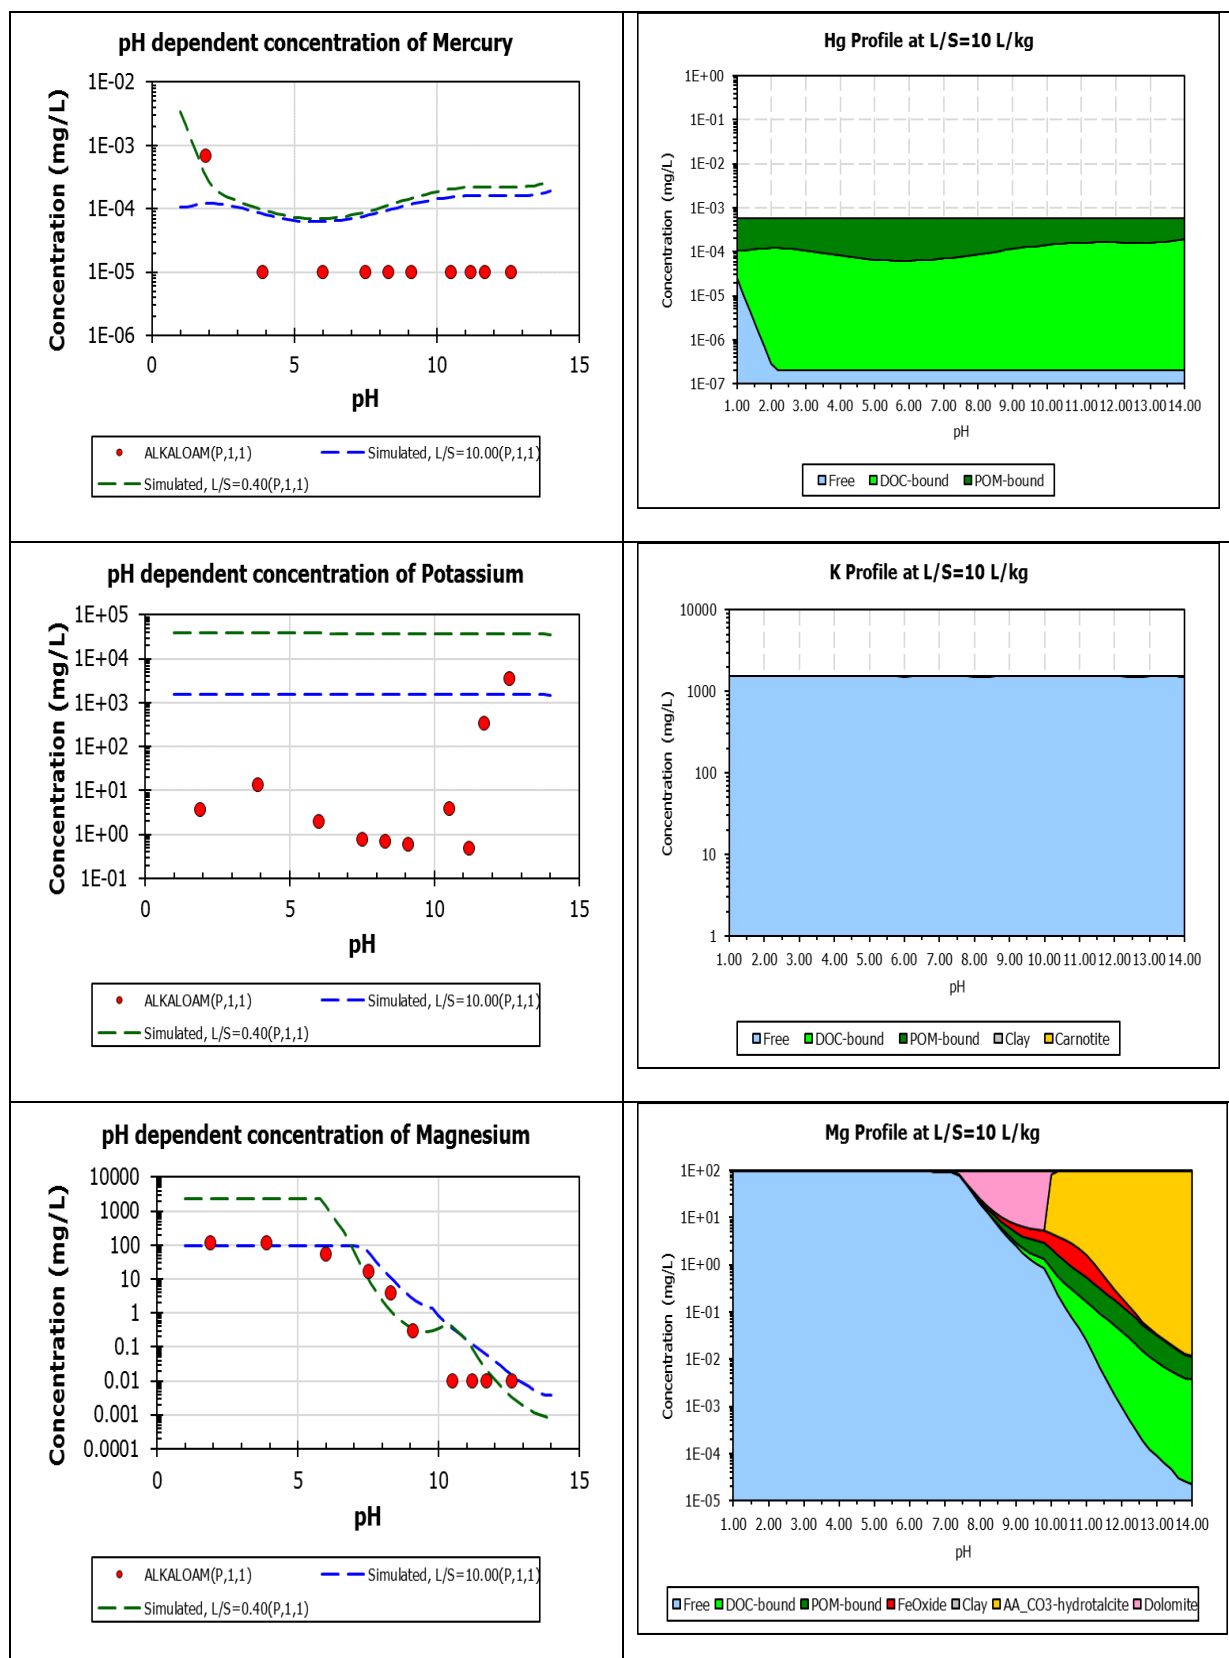 pH dependent concentration of Mercury
Concentration (mg/L)
1E-02
1E-03
1E-04
1E-05
1E-06
0 5 10 15
pH
ALKALOAM(P,1,1) Simulated, L/S=10.00(P,1,1)
Simulated, L/S=0.40(P,1,1)
Hg Profile at L/S=10 L/kg
Concentration (mg/L)
1E+00
1E-01
1E-02
1E-03
1E-04
1E-05
1E-06
1E-07
1.00 2.00 3.00 4.00 5.00 6.00 7.00 8.00 9.00 10.00 11.00 12.00 13.00 14.00
pH
Free DOC-bound POM-bound
pH dependent concentration of Potassium
Concentration (mg/L)
1E+05
1E+04
1E+03
1E+02
1E+01
1E+00
1E-01
0 5 10 15
pH
ALKALOAM(P,1,1) Simulated, L/S=10.00(P,1,1)
Simulated, L/S=0.40(P,1,1)
K Profile at L/S=10 L/kg
Concentration (mg/L)
10000
1000
100
10
1
1.00 2.00 3.00 4.00 5.00 6.00 7.00 8.00 9.00 10.00 11.00 12.00 13.00 14.00
pH
Free DOC-bound POM-bound Clay Carnotite
pH dependent concentration of Magnesium
Concentration (mg/L)
10000
1000
100
10
1
0.1
0.01
0.001
0.0001
0 5 10 15
pH
ALKALOAM(P,1,1) Simulated, L/S=10.00(P,1,1)
Simulated, L/S=0.40(P,1,1)
Mg Profile at L/S=10 L/kg
Concentration (mg/L)
1E+02
1E+01
1E+00
1E-01
1E-02
1E-03
1E-04
1E-05
1.00 2.00 3.00 4.00 5.00 6.00 7.00 8.00 9.00 10.00 11.00 12.00 13.00 14.00
pH
Free DOC-bound POM-bound FeOxide Clay AA_CO3-hydrotalcite Dolomite